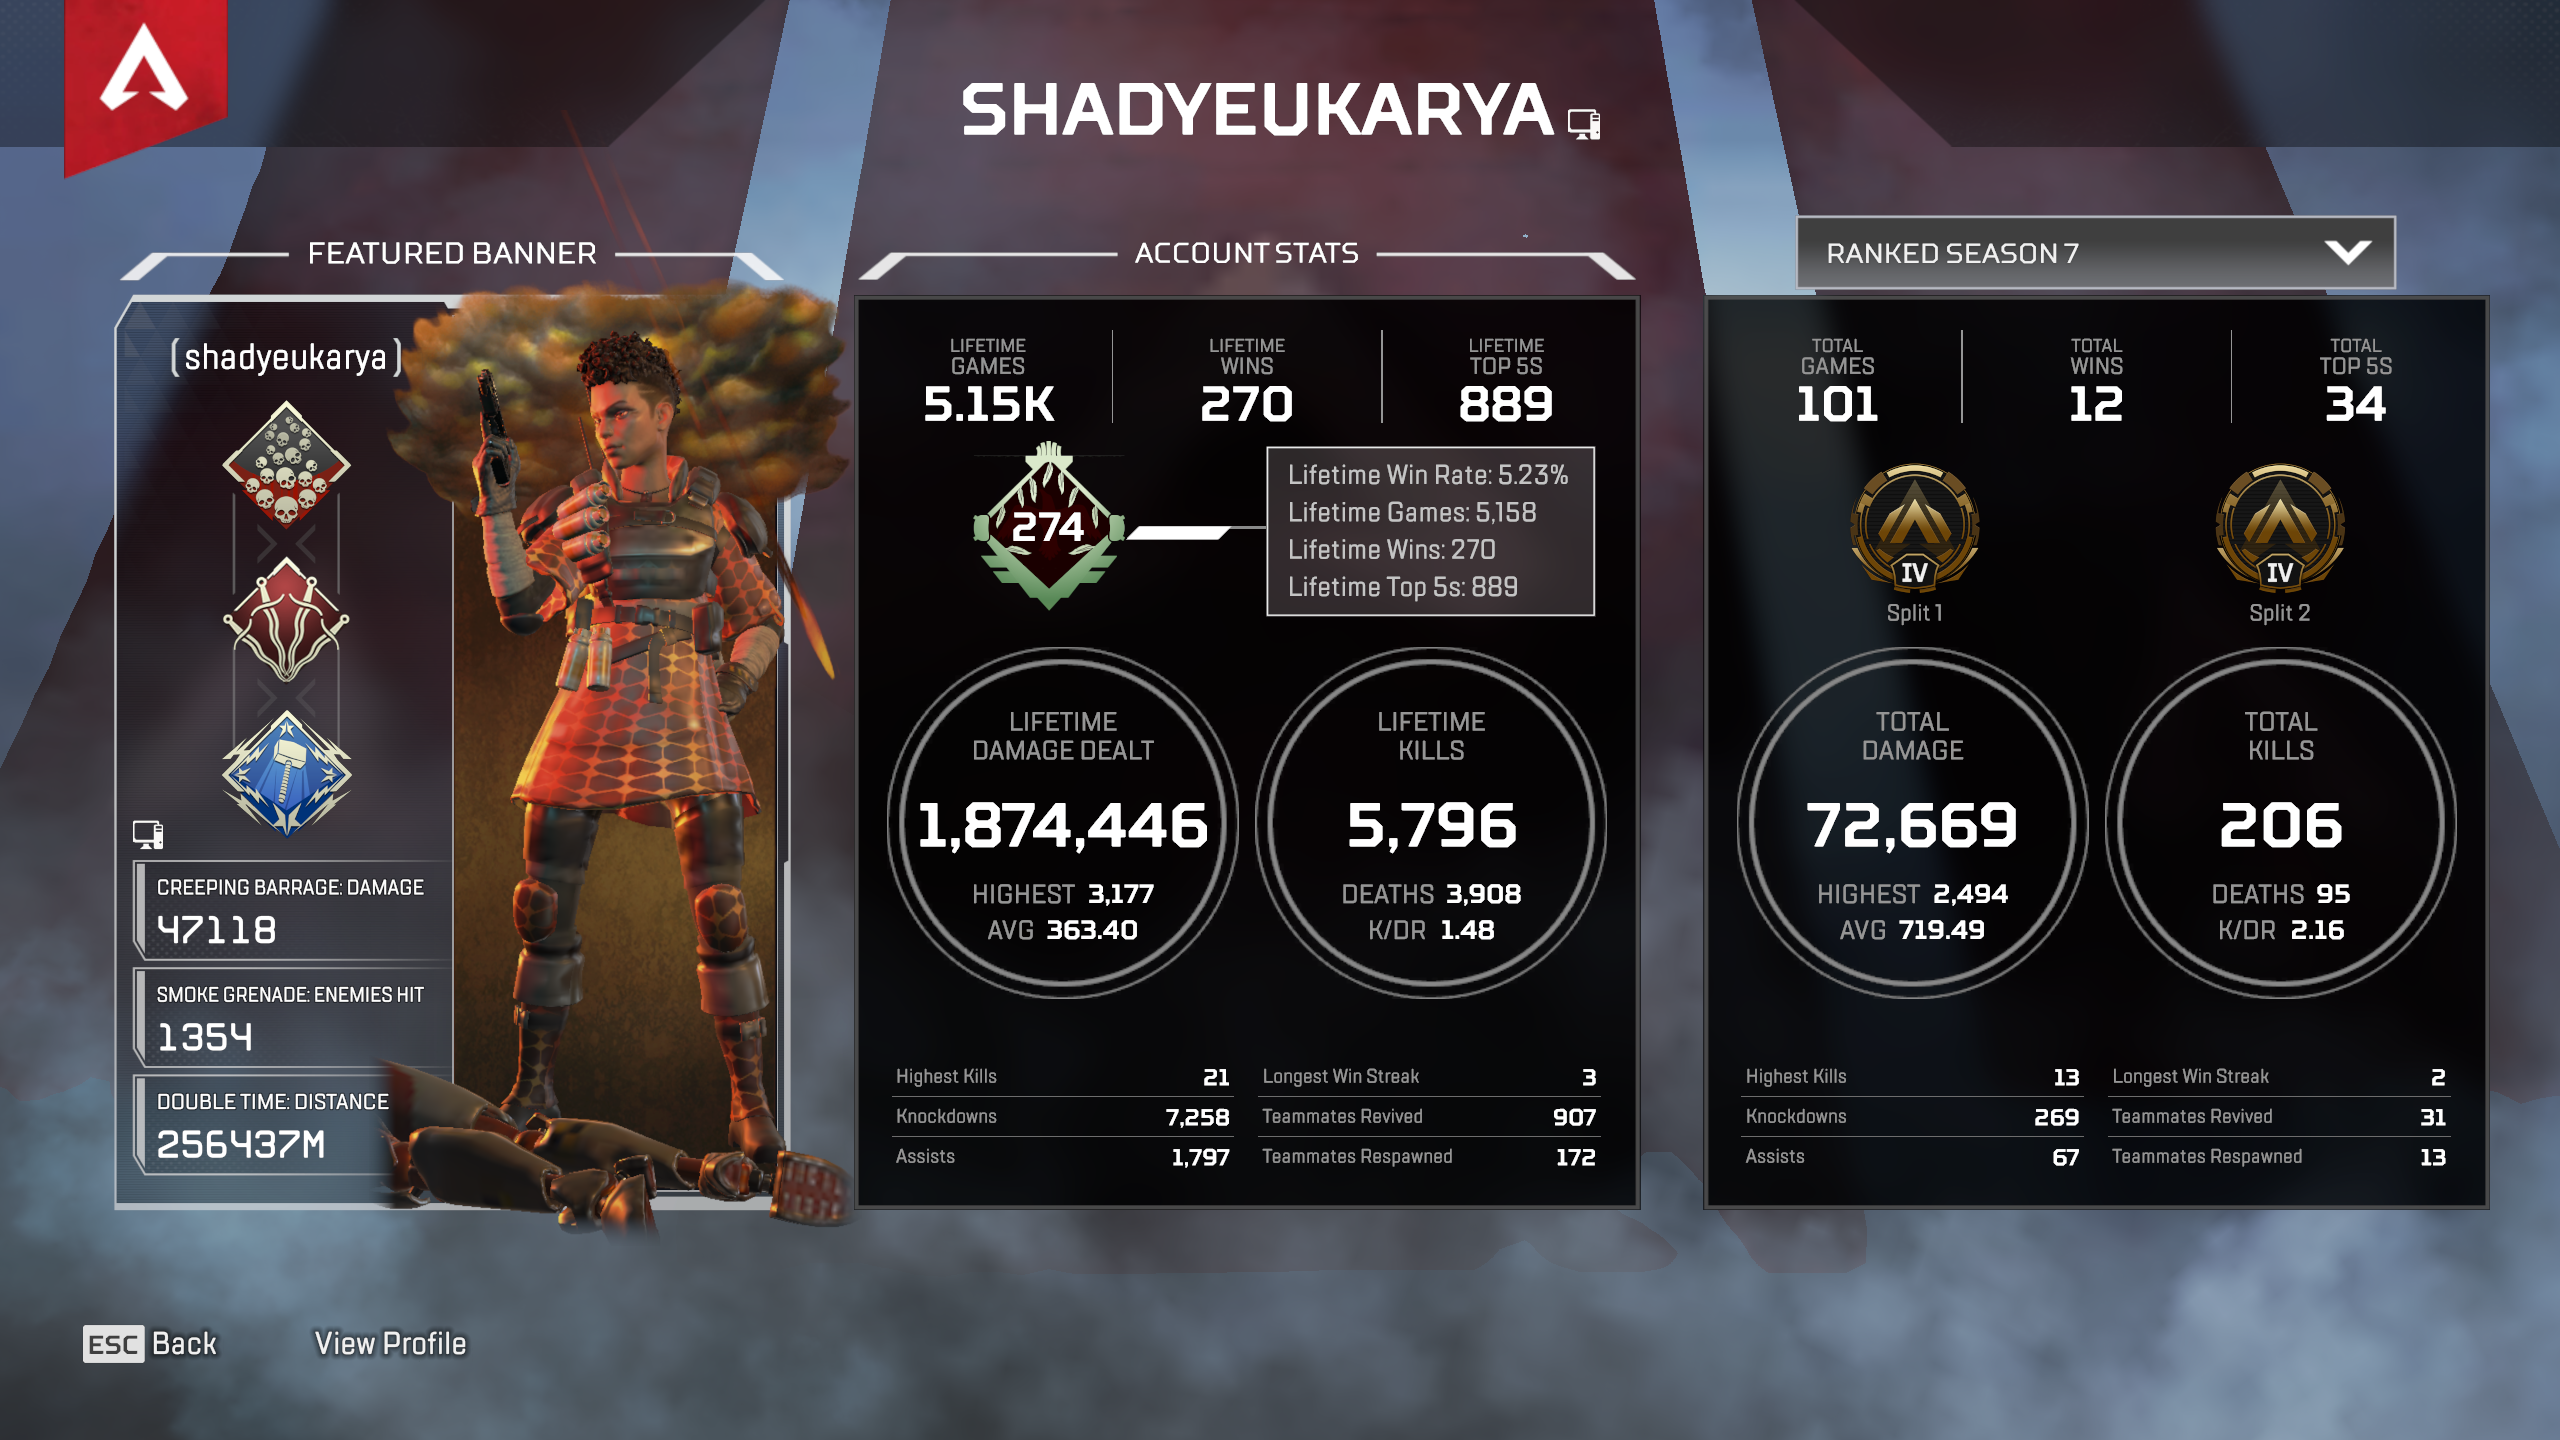 SHADYEUKARYA
FEATURED BANNER
[shadyeukarya]
CREEPING BARRAGE: DAMAGE
47118
SMOKE GRENADE: ENEMIES HIT
1354
DOUBLE TIME: DISTANCE
256437M
ACCOUNT STATS
LIFETIME GAMES
5.15K
LIFETIME WINS
270
LIFETIME TOP 5S
889
274
Lifetime Win Rate: 5.23%
Lifetime Games: 5,158
Lifetime Wins: 270
Lifetime Top 5s: 889
LIFETIME
DAMAGE DEALT
1,874,446
HIGHEST 3,177
AVG 363.40
LIFETIME
KILLS
5,796
DEATHS 3,908
K/DR 1.48
Highest Kills 21
Knockdowns 7,258
Assists 1,797
Longest Win Streak 3
Teammates Revived 907
Teammates Respawned 172
RANKED SEASON 7
TOTAL GAMES
101
TOTAL WINS
12
TOTAL TOP 5S
34
IV
Split 1
IV
Split 2
TOTAL
DAMAGE
72,669
HIGHEST 2,494
AVG 719.49
TOTAL
KILLS
206
DEATHS 95
K/DR 2.16
Highest Kills 13
Knockdowns 269
Assists 67
Longest Win Streak 2
Teammates Revived 31
Teammates Respawned 13
ESC Back
View Profile